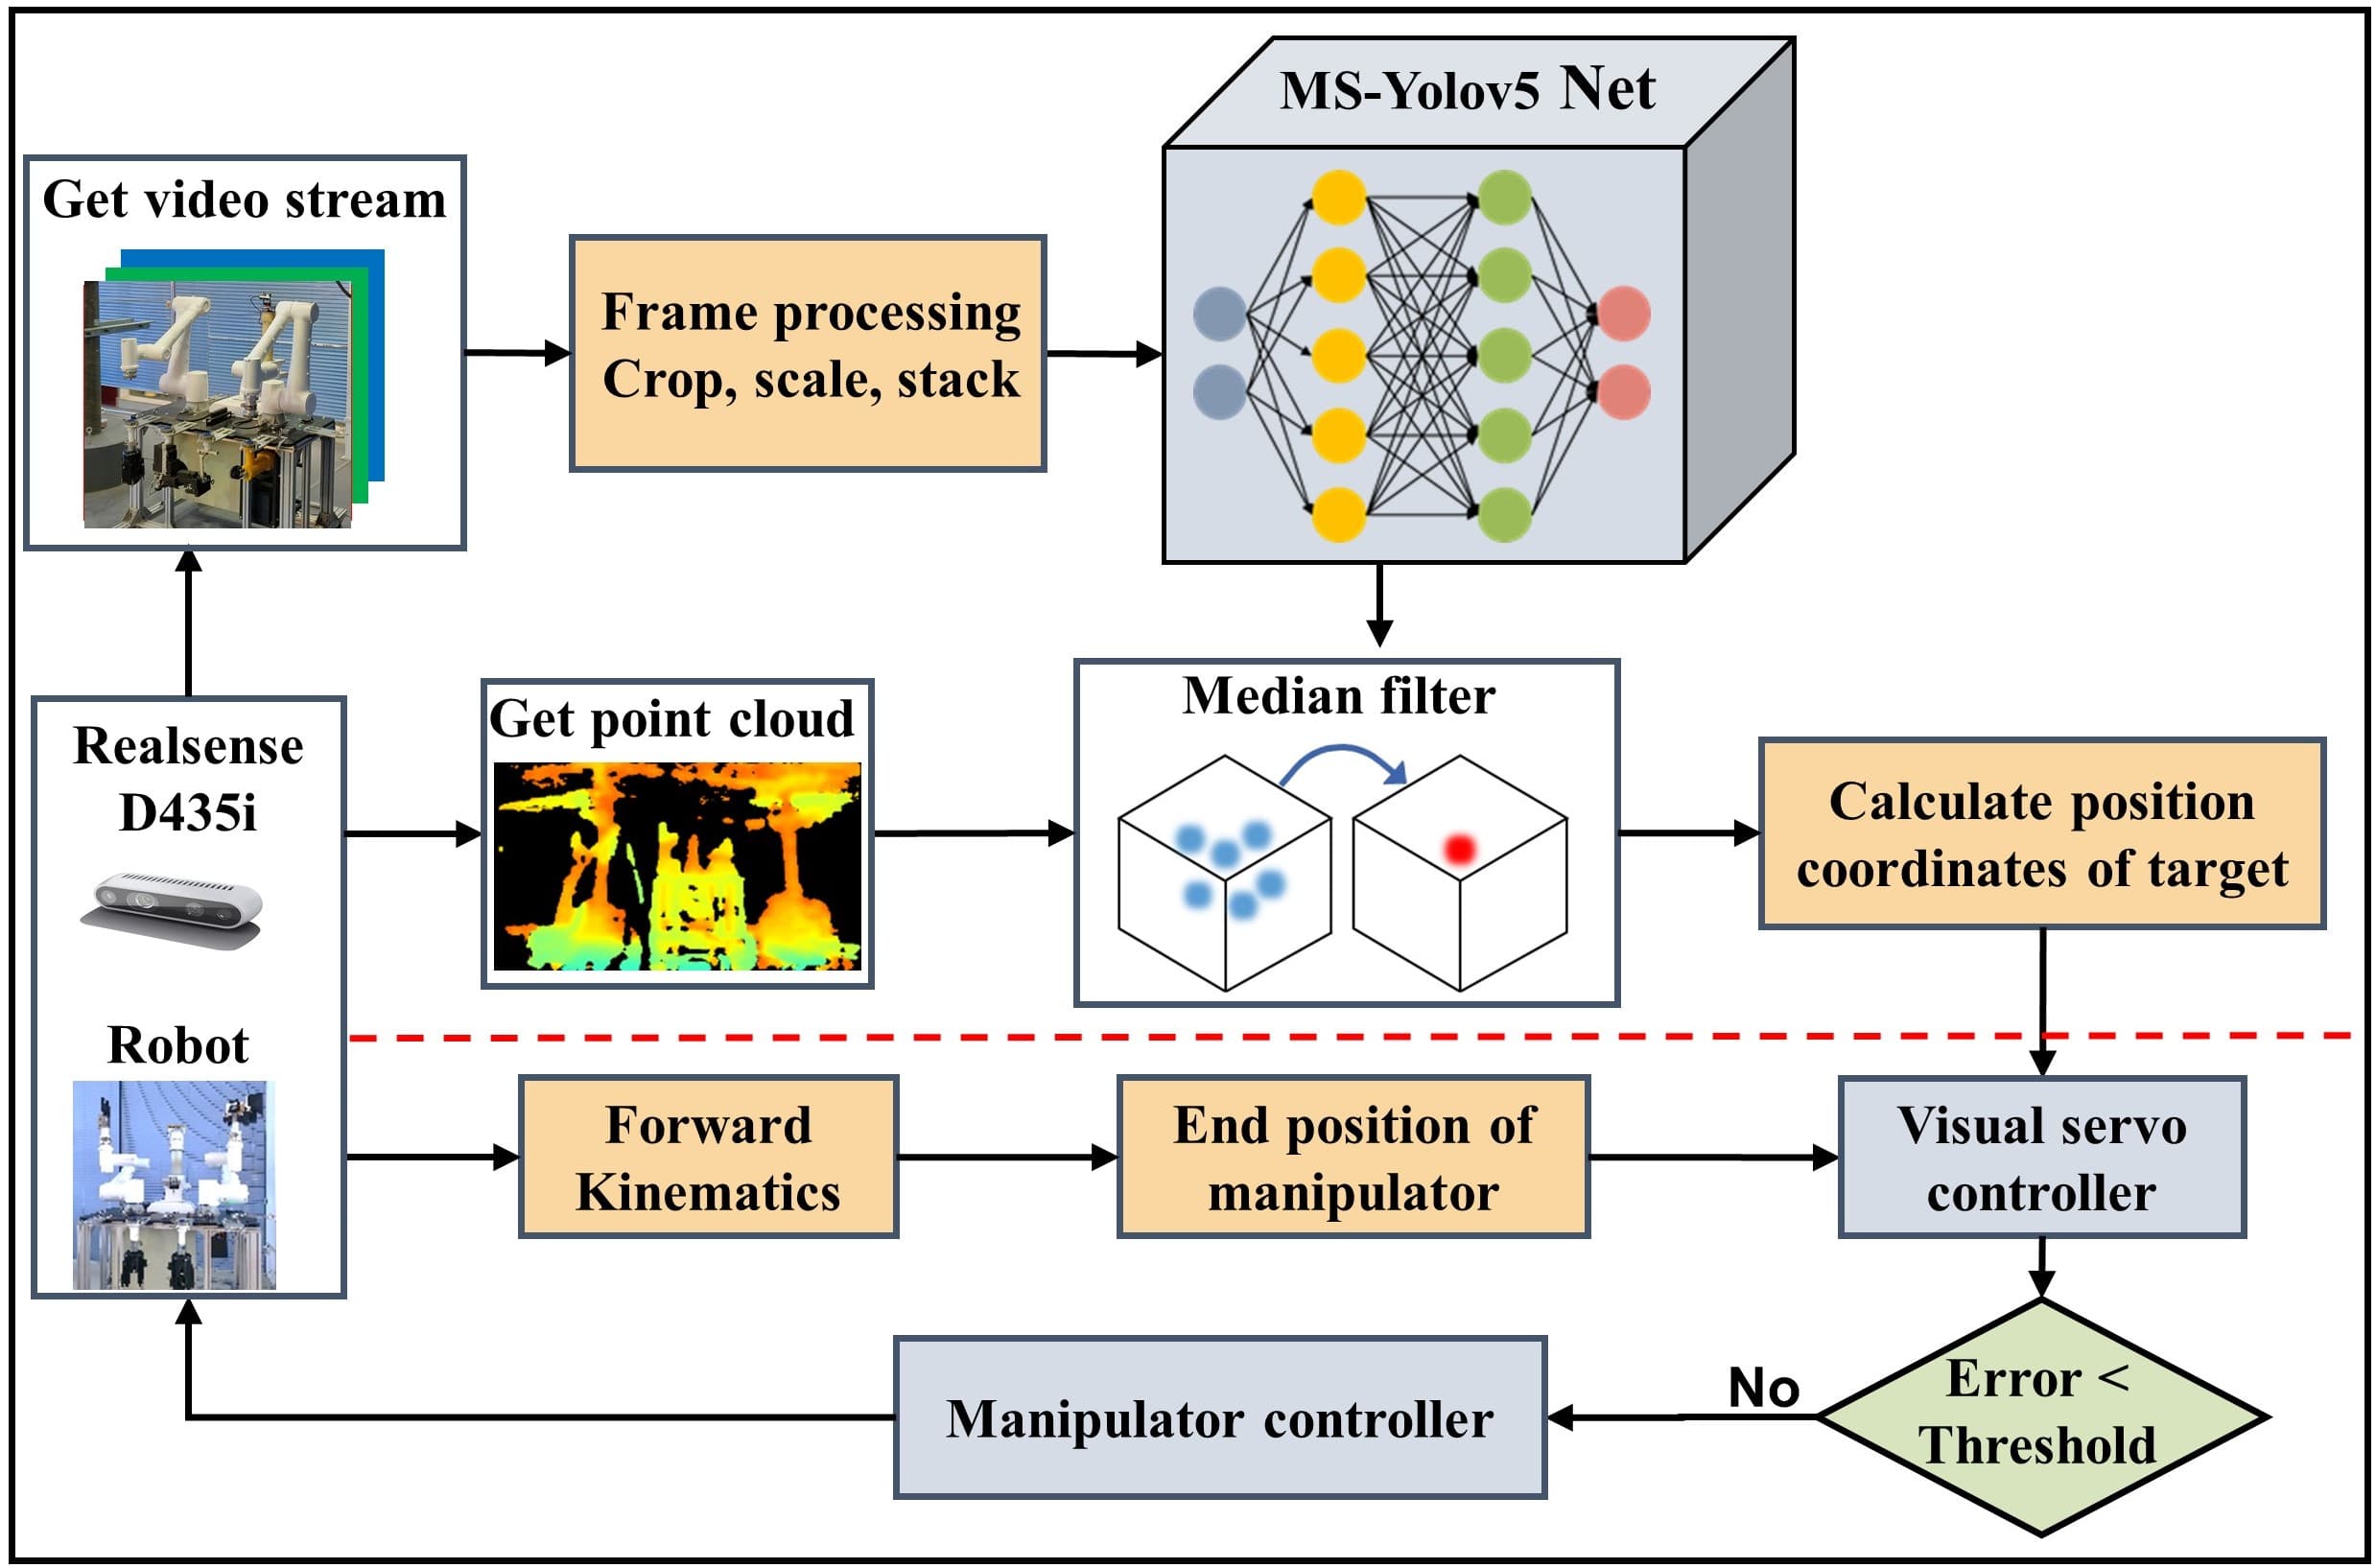 MS-Yolov5 Net
Get video stream
Frame processing
Crop, scale, stack
Realsense
D435i
Get point cloud
Median filter
Calculate position
coordinates of target
Robot
Forward
Kinematics
End position of
manipulator
Visual servo
controller
Manipulator controller
No
Error <
Threshold